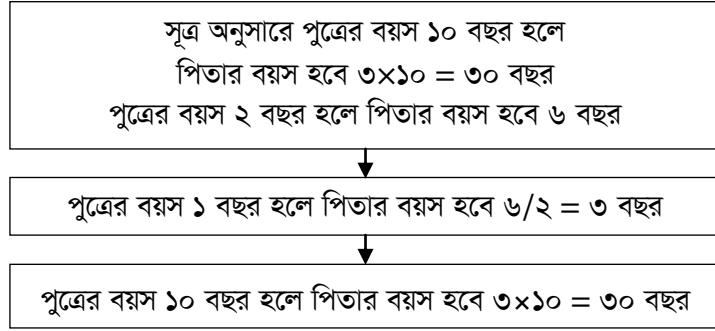 সূত্র অনুসারে পুত্রের বয়স ১০ বছর হলে
পিতার বয়স হবে ৩×১০ = ৩০ বছর
পুত্রের বয়স ২ বছর হলে পিতার বয়স হবে ৬ বছর
পুত্রের বয়স ১ বছর হলে পিতার বয়স হবে ৬/২ = ৩ বছর
পুত্রের বয়স ১০ বছর হলে পিতার বয়স হবে ৩×১০ = ৩০ বছর